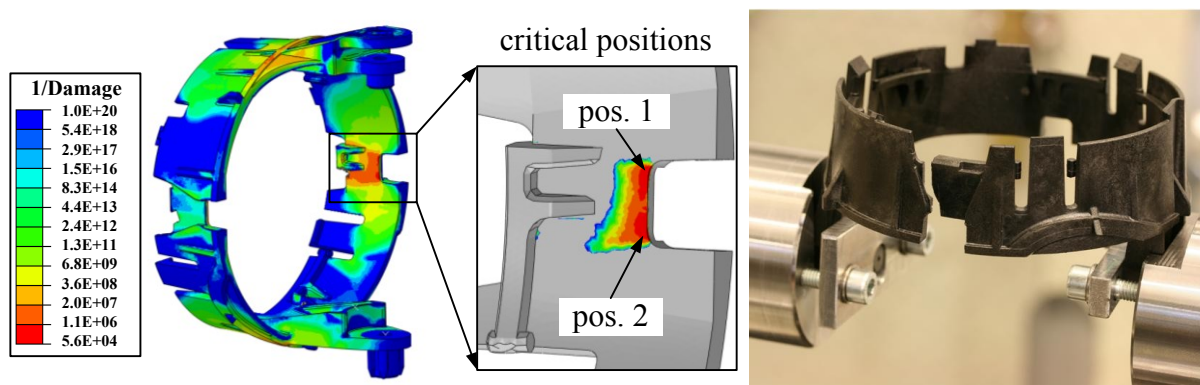 critical positions
1/Damage
1.0E+20
5.4E+18
2.9E+17
1.5E+16
8.3E+14
4.4E+13
2.4E+12
1.3E+11
6.8E+09
3.6E+08
2.0E+07
1.1E+06
5.6E+04
pos. 1
pos. 2